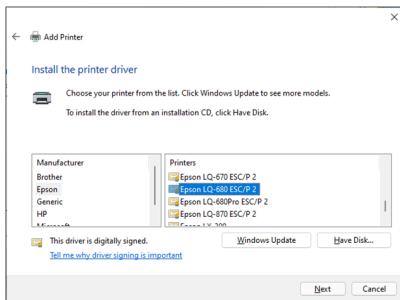 Add Printer
Install the printer driver
Choose your printer from the list. Click Windows Update to see more models.
To install the driver from an installation CD, click Have Disk.
Manufacturer
Brother
Epson
Generic
HP
Microsoft
Printers
Epson LQ-670 ESC/P 2
Epson LQ-680 ESC/P 2
Epson LQ-680Pro ESC/P 2
Epson LQ-870 ESC/P 2
This driver is digitally signed.
Tell me why driver signing is important
Windows Update
Have Disk...
Next
Cancel